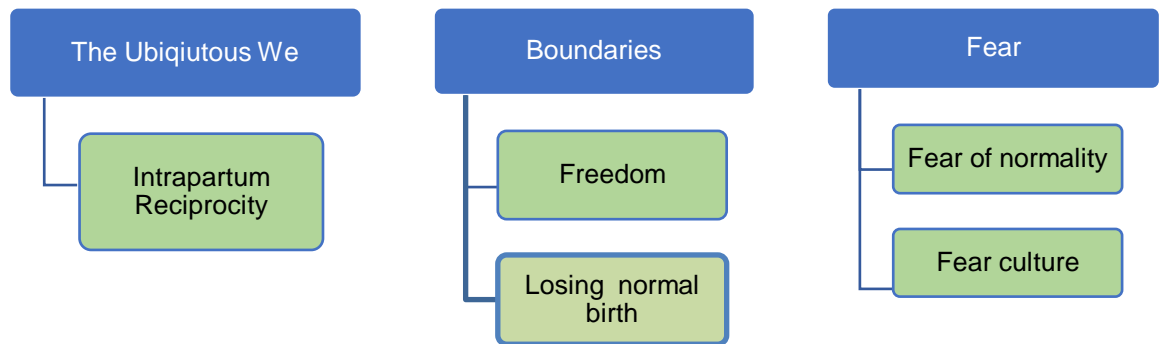 The Ubiqiutous We
Intrapartum
Reciprocity
Boundaries
Freedom
Losing normal
birth
Fear
Fear of normality
Fear culture